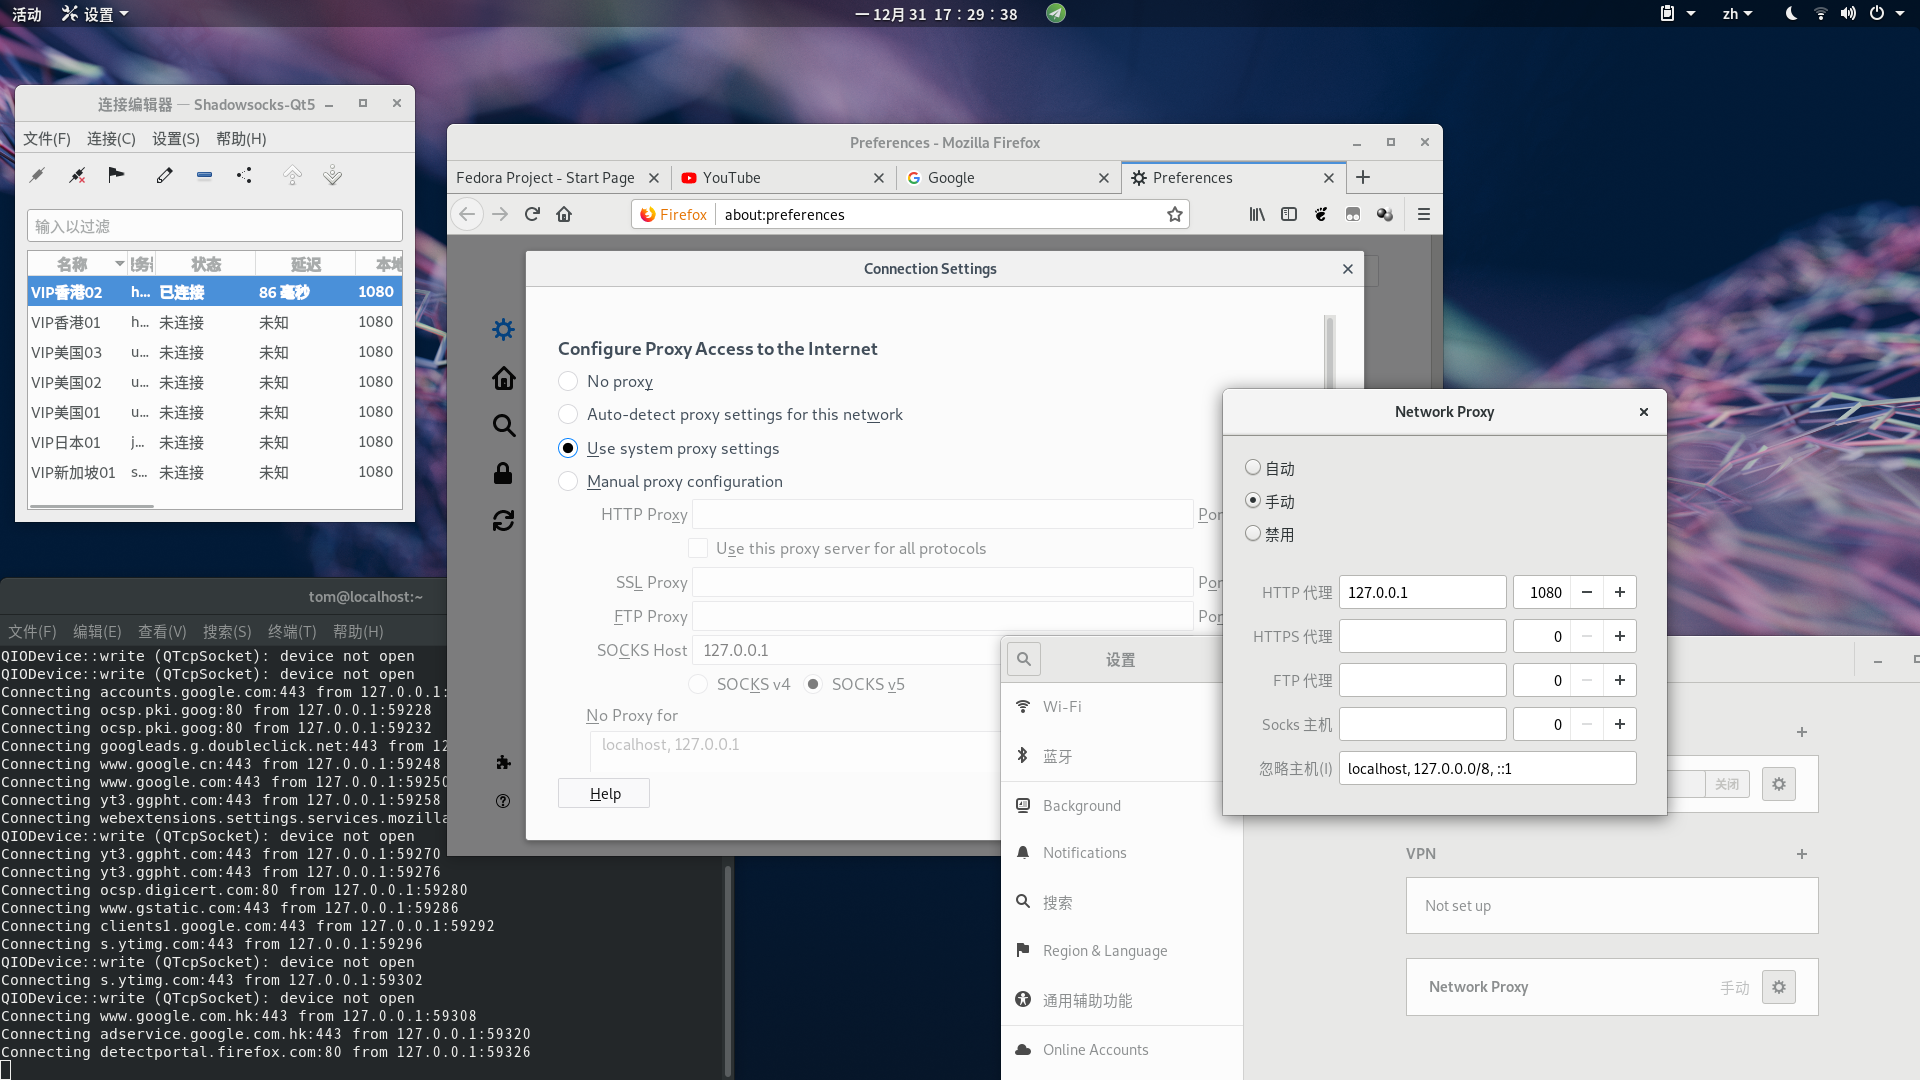 活动 设置 一 12月 31 17：29：38 zh
连接编辑器 — Shadowsocks-Qt5
文件(F) 连接(C) 设置(S) 帮助(H)
输入以过滤
名称 状态 延迟
VIP香港02 h... 已连接 86 毫秒 1080
VIP香港01 h... 未连接 未知 1080
VIP美国03 u... 未连接 未知 1080
VIP美国02 u... 未连接 未知 1080
VIP美国01 u... 未连接 未知 1080
VIP日本01 j... 未连接 未知 1080
VIP新加坡01 s... 未连接 未知 1080
Preferences - Mozilla Firefox
Fedora Project - Start Page YouTube Google Preferences
Firefox about:preferences
Connection Settings
Configure Proxy Access to the Internet
No proxy
Auto-detect proxy settings for this network
Use system proxy settings
Manual proxy configuration
HTTP Proxy Por
Use this proxy server for all protocols
SSL Proxy Por
FTP Proxy Por
SOCKS Host 127.0.0.1
SOCKS v4 SOCKS v5
No Proxy for
localhost, 127.0.0.1
Help
Network Proxy
自动
手动
禁用
HTTP 代理 127.0.0.1 1080
HTTPS 代理 0
FTP 代理 0
Socks 主机 0
忽略主机(I) localhost, 127.0.0.0/8, ::1
tom@localhost:~
文件(F) 编辑(E) 查看(V) 搜索(S) 终端(T) 帮助(H)
QIODevice::write (QTcpSocket): device not open
QIODevice::write (QTcpSocket): device not open
Connecting accounts.google.com:443 from 127.0.0.1:
Connecting ocsp.pki.goog:80 from 127.0.0.1:59228
Connecting ocsp.pki.goog:80 from 127.0.0.1:59232
Connecting googleads.g.doubleclick.net:443 from 12
Connecting www.google.cn:443 from 127.0.0.1:59248
Connecting www.google.com:443 from 127.0.0.1:59250
Connecting yt3.ggpht.com:443 from 127.0.0.1:59258
Connecting webextensions.settings.services.mozilla
QIODevice::write (QTcpSocket): device not open
Connecting yt3.ggpht.com:443 from 127.0.0.1:59270
Connecting yt3.ggpht.com:443 from 127.0.0.1:59276
Connecting ocsp.digicert.com:80 from 127.0.0.1:59280
Connecting www.gstatic.com:443 from 127.0.0.1:59286
Connecting clients1.google.com:443 from 127.0.0.1:59292
Connecting s.ytimg.com:443 from 127.0.0.1:59296
QIODevice::write (QTcpSocket): device not open
Connecting s.ytimg.com:443 from 127.0.0.1:59302
QIODevice::write (QTcpSocket): device not open
Connecting www.google.com.hk:443 from 127.0.0.1:59308
Connecting adservice.google.com.hk:443 from 127.0.0.1:59320
Connecting detectportal.firefox.com:80 from 127.0.0.1:59326
设置
Wi-Fi
蓝牙
Background
Notifications
搜索
Region & Language
通用辅助功能
Online Accounts
关闭
VPN
Not set up
Network Proxy 手动